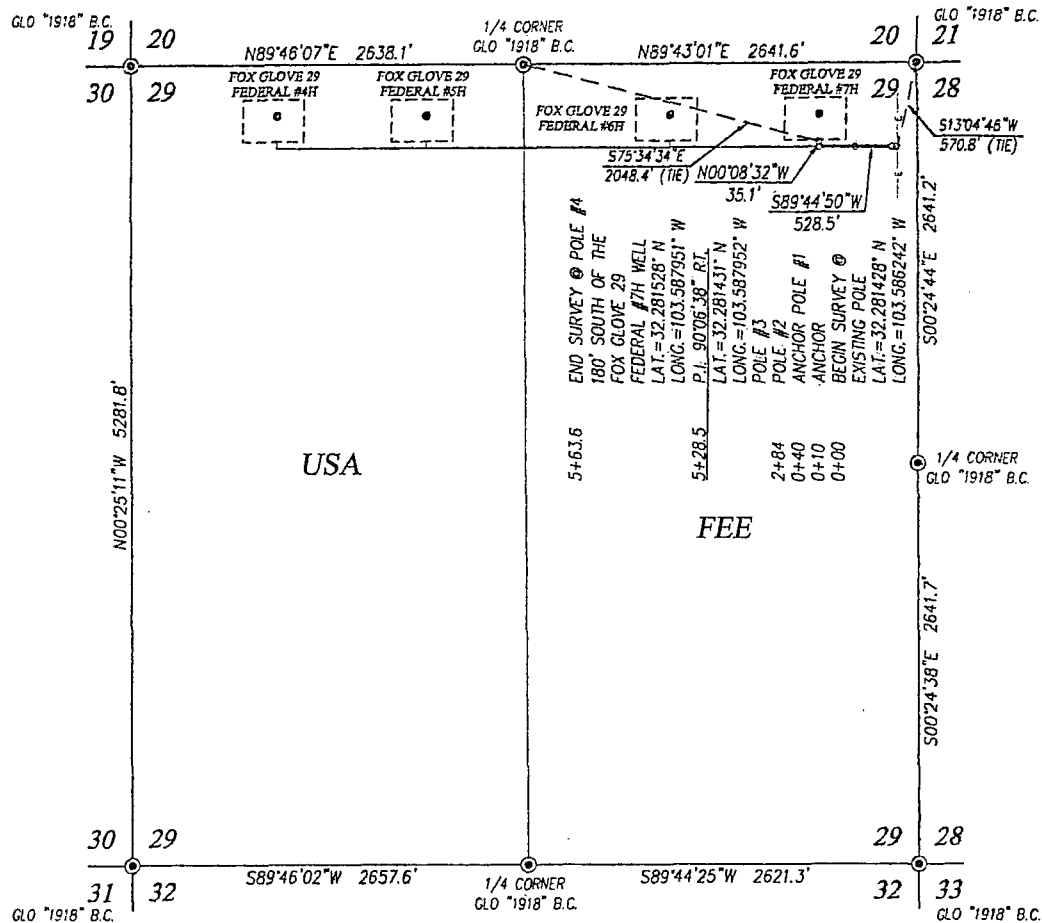 GLO "1918" B.C.
1/4 CORNER
GLO "1918" B.C.
GLO "1918" B.C.
19 20
20 21
N89°46'07"E 2638.1'
N89°43'01"E 2641.6'
30 29
29 28
FOX GLOVE 29
FEDERAL #4H
FOX GLOVE 29
FEDERAL #5H
FOX GLOVE 29
FEDERAL #6H
FOX GLOVE 29
FEDERAL #7H
S13°04'46"W
570.8' (TIE)
S75°34'34"E
2048.4' (TIE)
N00°08'32"W
35.1'
S89°44'50"W
528.5'
E
E
5+63.6 END SURVEY @ POLE #4
180' SOUTH OF THE
FOX GLOVE 29
FEDERAL #7H WELL
LAT.=32.281528° N
LONG.=103.587951° W
5+28.5 P.I. 90°06'38" RT.
LAT.=32.281431° N
LONG.=103.587952° W
POLE #3
2+84 POLE #2
0+40 ANCHOR POLE #1
0+10 ANCHOR
0+00 BEGIN SURVEY @
EXISTING POLE
LAT.=32.281428° N
LONG.=103.586242° W
S00°24'44"E 2641.2'
N00°25'11"W 5281.8'
USA
FEE
1/4 CORNER
GLO "1918" B.C.
S00°24'38"E 2641.7'
30 29
29 28
S89°46'02"W 2657.6'
S89°44'25"W 2621.3'
31 32
32 33
1/4 CORNER
GLO "1918" B.C.
GLO "1918" B.C.
GLO "1918" B.C.